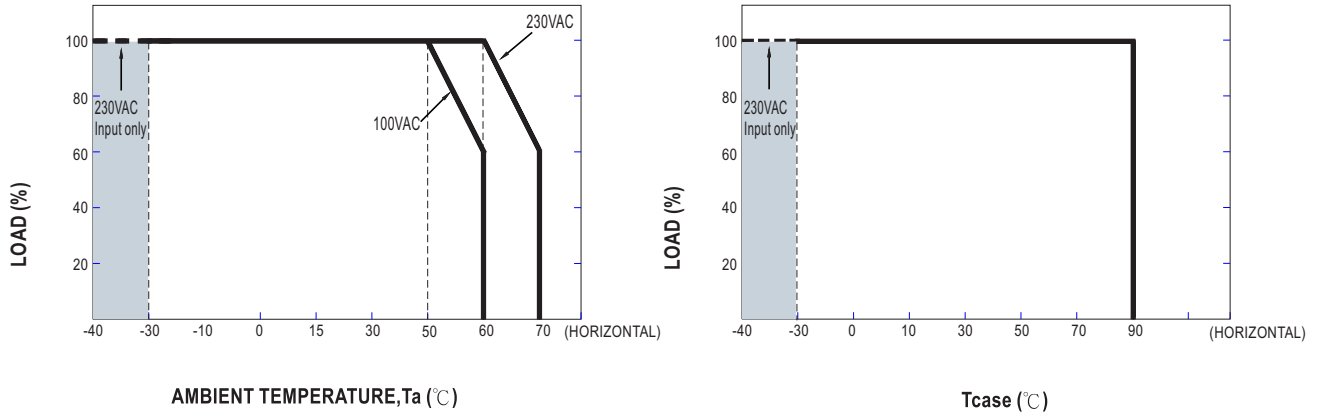 230VAC
100
80
230VAC
Input only
100VAC
60
40
20
LOAD (%)
-40 -30 -10 0 15 30 50 60 70 (HORIZONTAL)
AMBIENT TEMPERATURE,Ta (℃)
100
80
230VAC
Input only
60
40
20
LOAD (%)
-40 -30 0 10 30 50 70 90 (HORIZONTAL)
Tcase (℃)